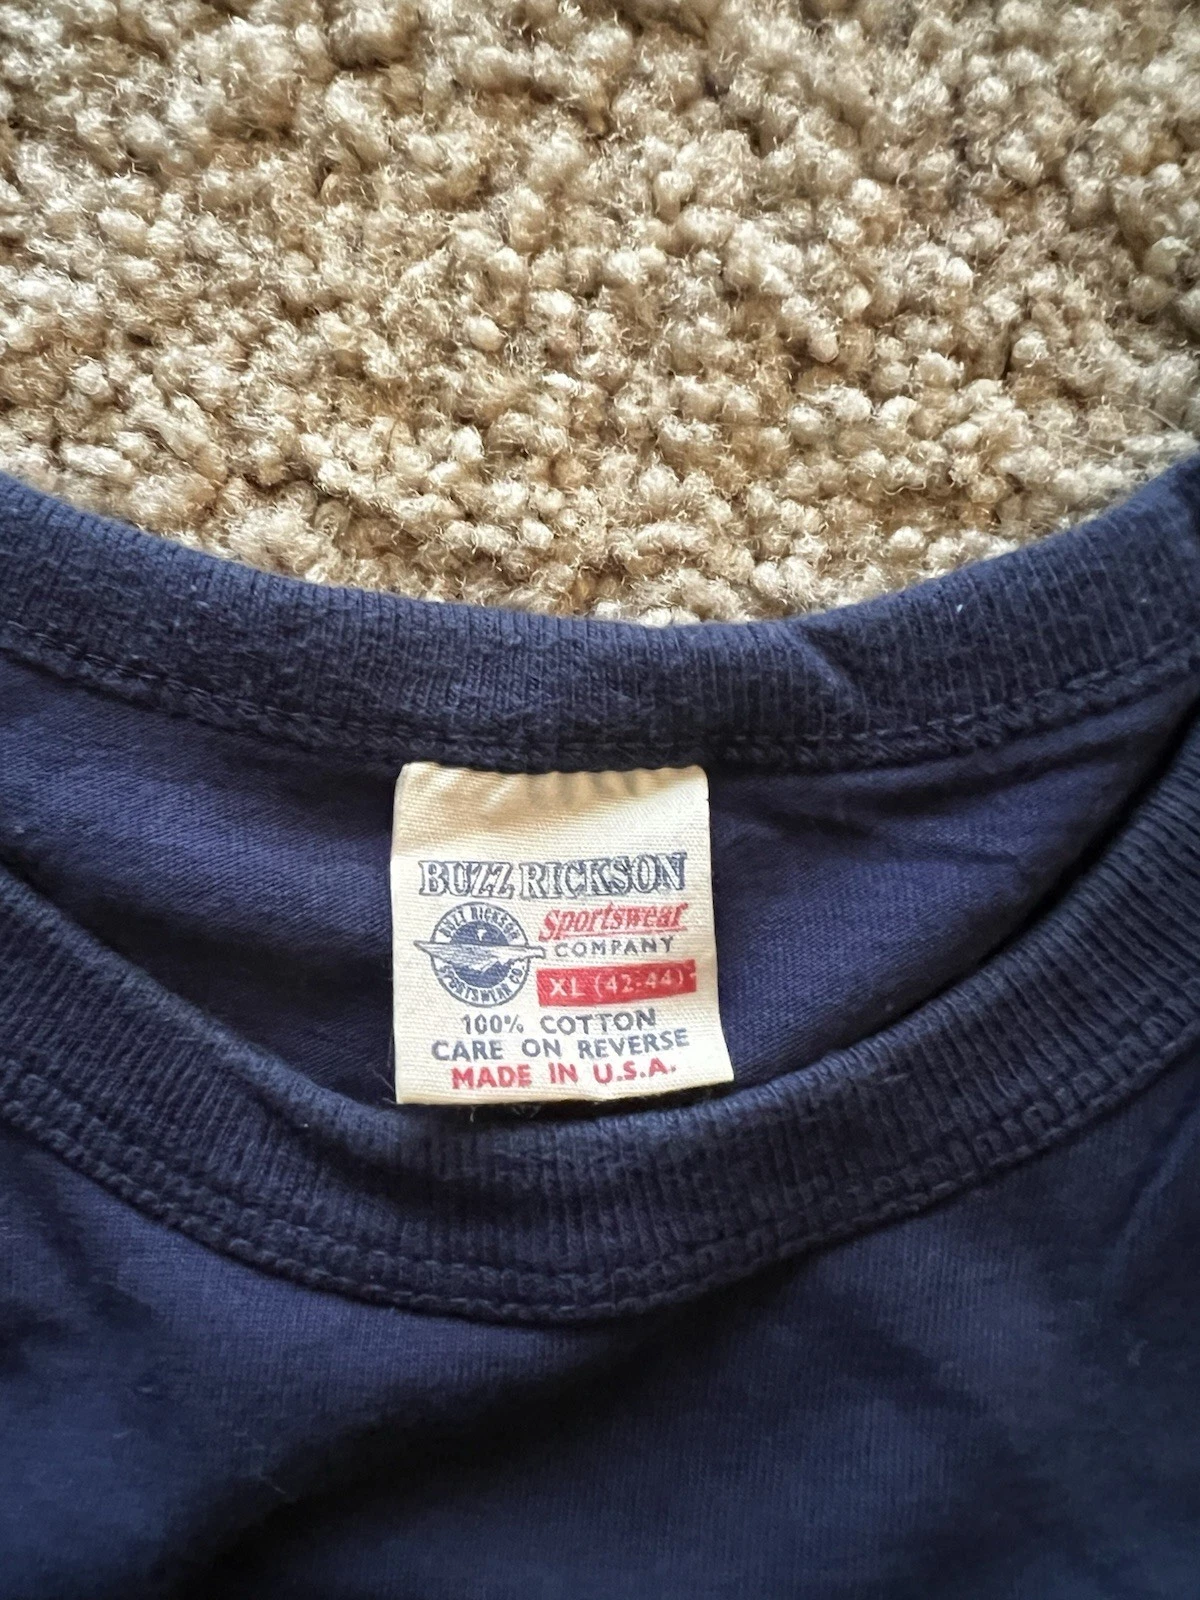 BUZZ RICKSON
BUZZ RICKSON
SPORTSWEAR CO.
Sportswear
COMPANY
XL (42-44)
100% COTTON
CARE ON REVERSE
MADE IN U.S.A.